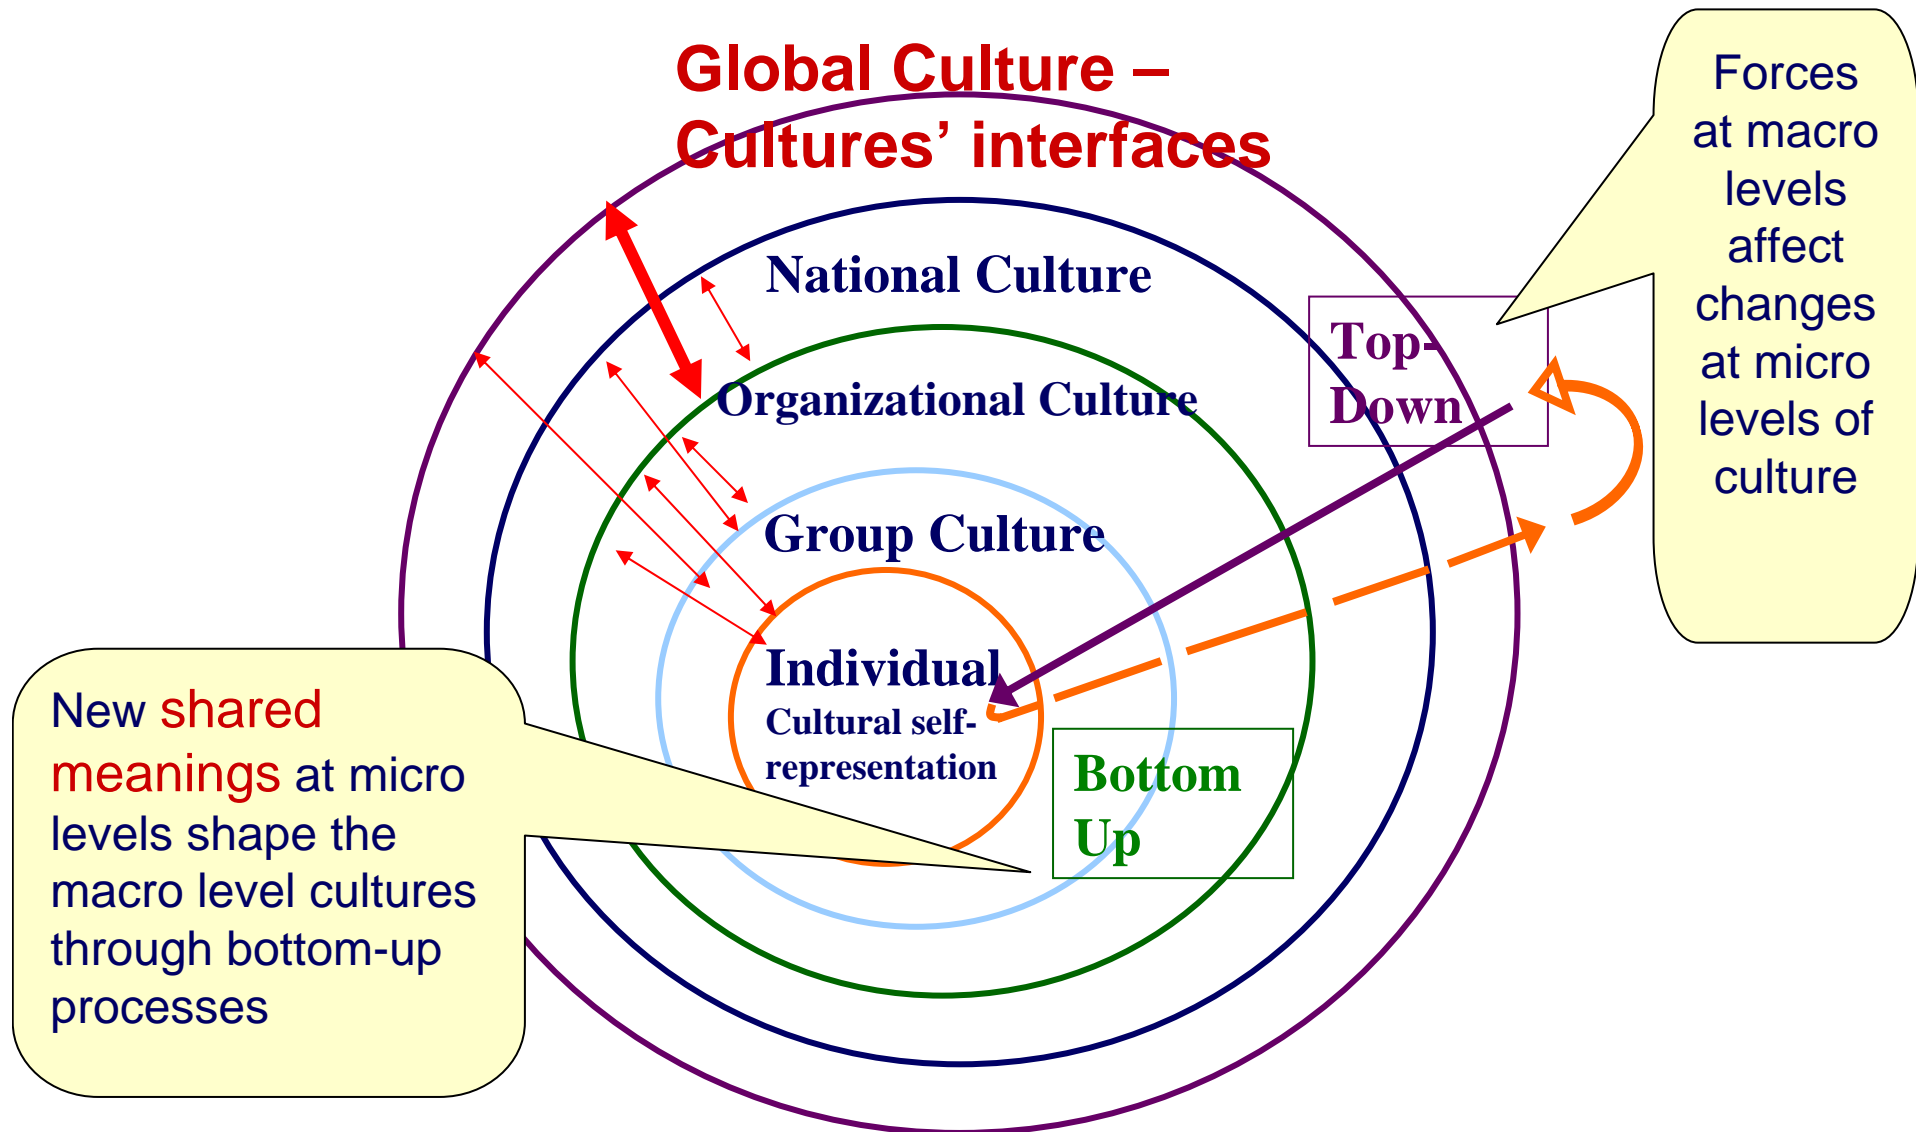 Global Culture –
Cultures’ interfaces
Forces
at macro
levels
affect
changes
at micro
levels of
culture
National Culture
Top-
Down
Organizational Culture
Group Culture
Individual
Cultural self-
representation
New shared
meanings at micro
levels shape the
macro level cultures
through bottom-up
processes
Bottom
Up